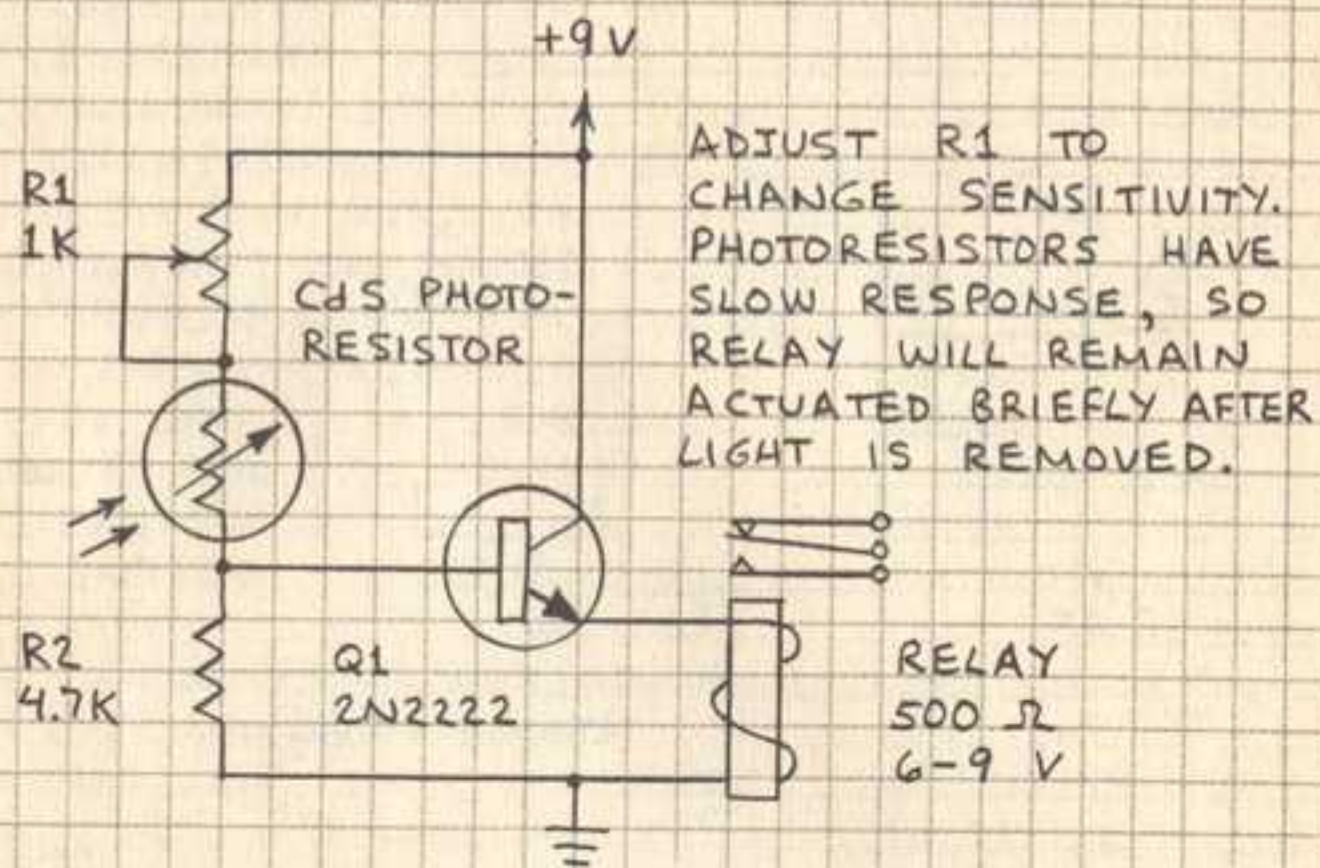 +9V
R1
1K
CdS PHOTO-
RESISTOR
ADJUST R1 TO
CHANGE SENSITIVITY.
PHOTORESISTORS HAVE
SLOW RESPONSE, SO
RELAY WILL REMAIN
ACTUATED BRIEFLY AFTER
LIGHT IS REMOVED.
R2
4.7K
Q1
2N2222
RELAY
500 Ω
6-9 V